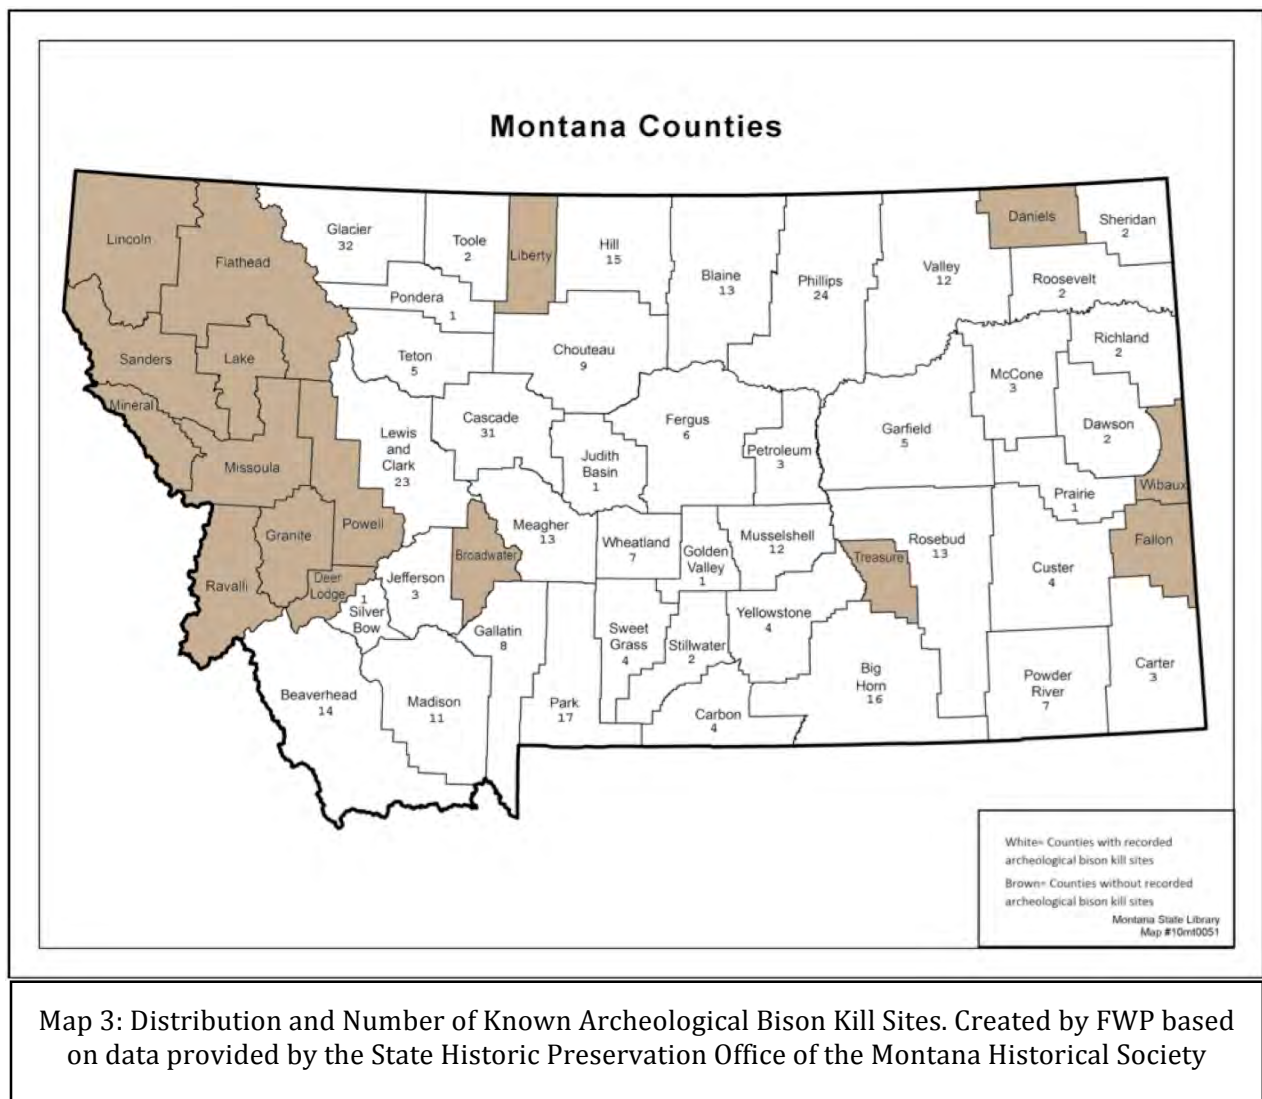 Montana Counties
Lincoln
Flathead
Glacier
32
Toole
2
Liberty
Hill
15
Blaine
13
Phillips
24
Valley
12
Daniels
Sheridan
2
Roosevelt
2
Pondera
1
Teton
5
Chouteau
9
Sanders
Lake
Mineral
Missoula
Lewis
and
Clark
23
Cascade
31
Judith
Basin
1
Fergus
6
Petroleum
3
Garfield
5
McCone
3
Richland
2
Dawson
2
Wibaux
Prairie
1
Fallon
Powell
Granite
Ravalli
Deer
Lodge
1
Silver
Bow
Jefferson
3
Broadwater
Meagher
13
Wheatland
7
Golden
Valley
1
Musselshell
12
Treasure
Rosebud
13
Custer
4
Beaverhead
14
Madison
11
Gallatin
8
Park
17
Sweet
Grass
4
Stillwater
2
Yellowstone
4
Carbon
4
Big
Horn
16
Powder
River
7
Carter
3
White= Counties with recorded
archeological bison kill sites
Brown= Counties without recorded
archeological bison kill sites
Montana State Library
Map #10mt0051
Map 3: Distribution and Number of Known Archeological Bison Kill Sites. Created by FWP based
on data provided by the State Historic Preservation Office of the Montana Historical Society